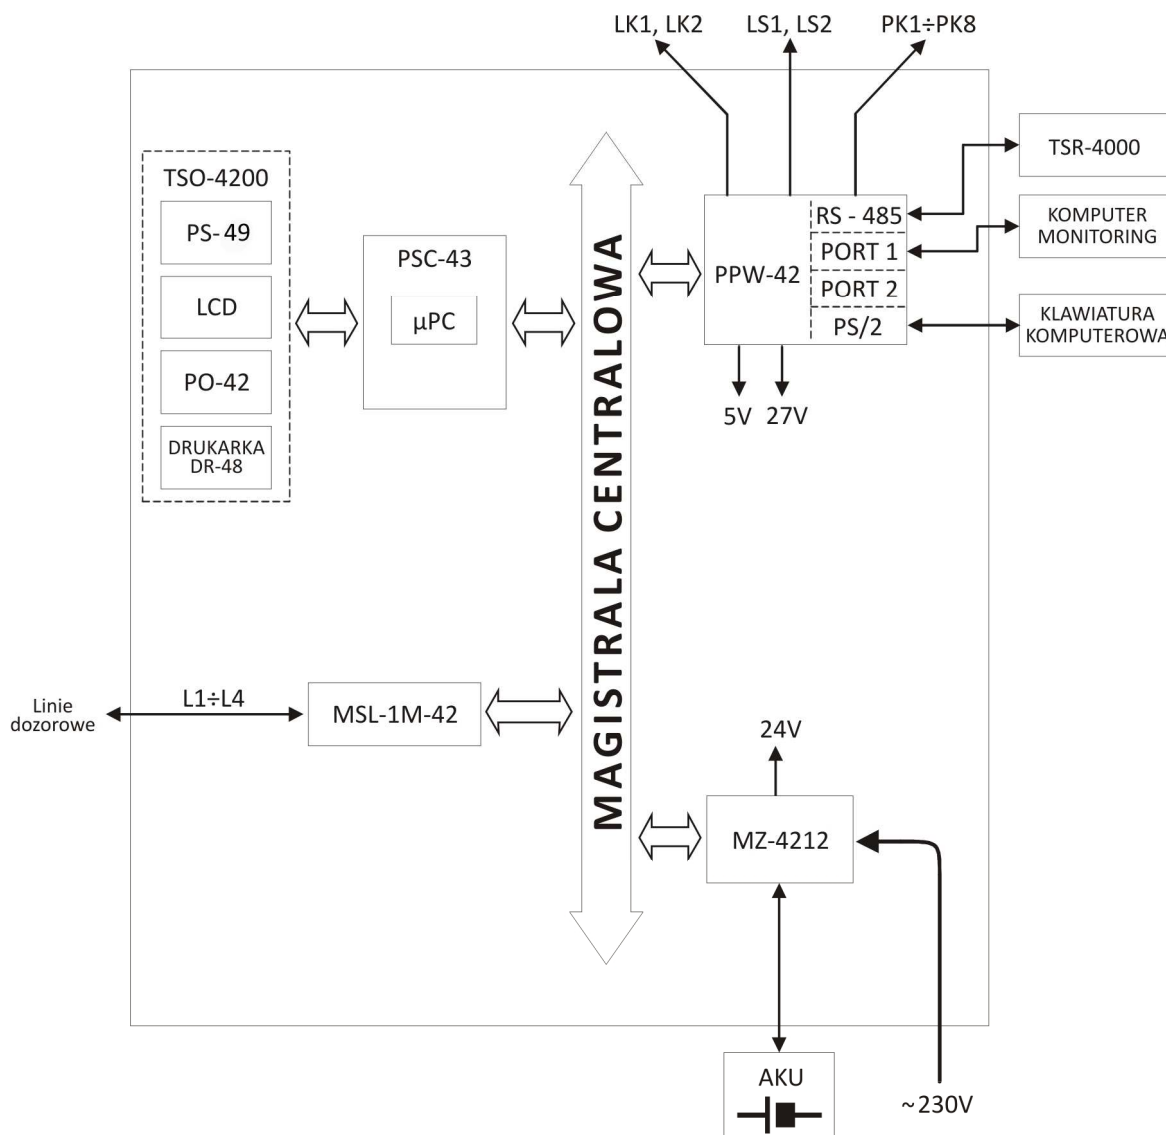 LK1, LK2
LS1, LS2
PK1÷PK8
TSO-4200
PS-49
LCD
PO-42
DRUKARKA
DR-48
PSC-43
µPC
MAGISTRALA CENTRALOWA
PPW-42
RS - 485
PORT 1
PORT 2
PS/2
TSR-4000
KOMPUTER
MONITORING
KLAWIATURA
KOMPUTEROWA
5V
27V
Linie
dozorowe
L1÷L4
MSL-1M-42
24V
MZ-4212
AKU
~230V